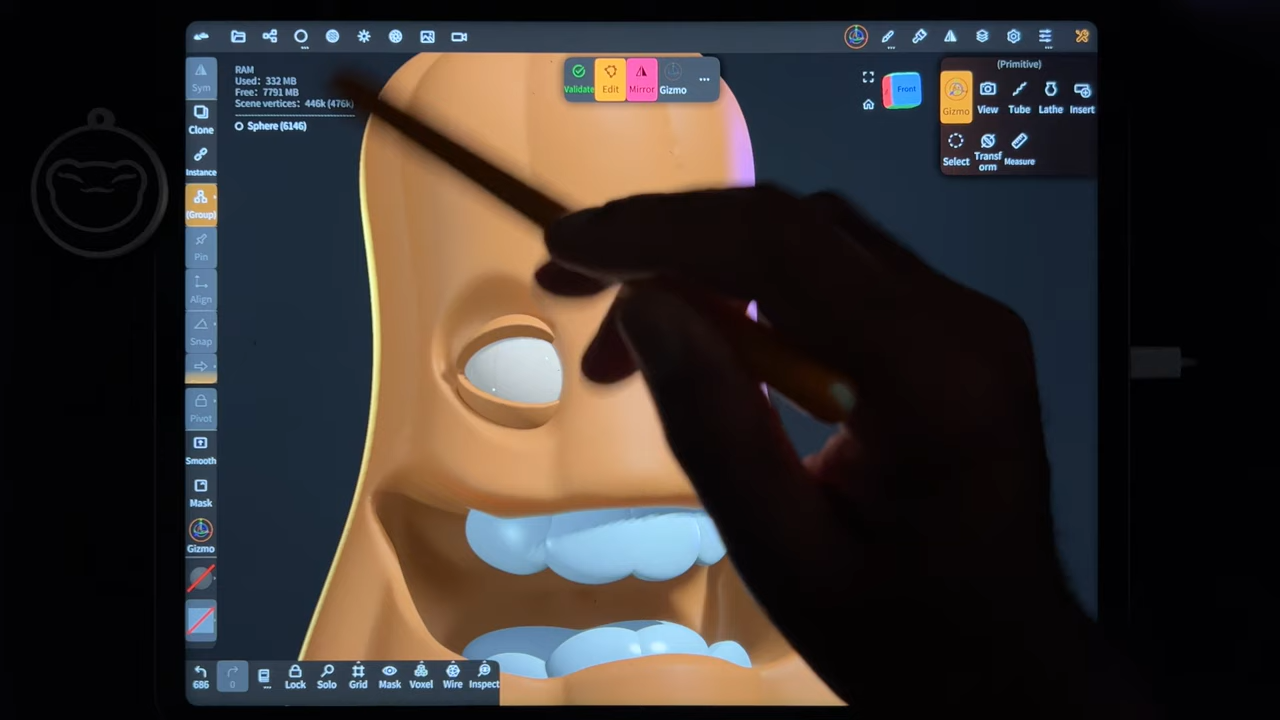 RAM
Used: 332 MB
Free: 7791 MB
Scene vertices: 446k (476k)
Sphere (6146)
Validate
Edit
Mirror
Gizmo
Front
(Primitive)
Gizmo
View
Tube
Lathe
Insert
Select
Transf
orm
Measure
Sym
Clone
Instance
(Group)
Pin
Align
Snap
Pivot
Smooth
Mask
Gizmo
686
0
Lock
Solo
Grid
Mask
Voxel
Wire
Inspect